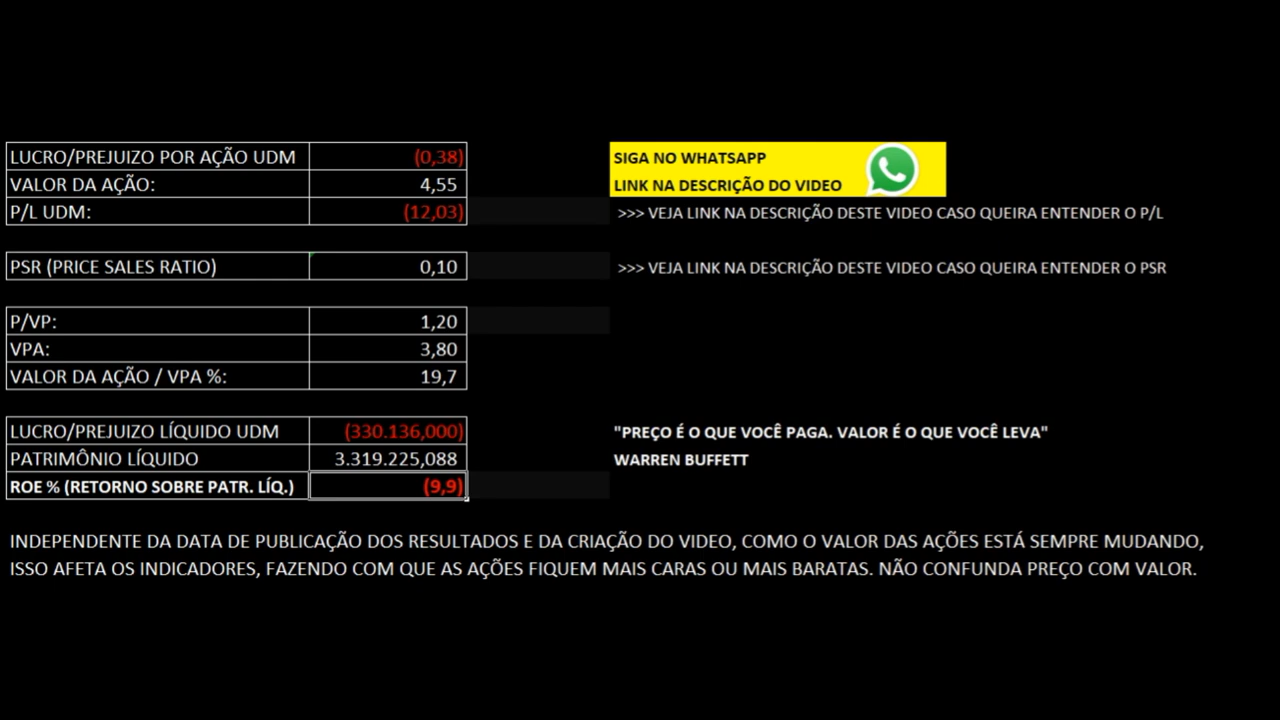 LUCRO/PREJUIZO POR AÇÃO UDM (0,38)
VALOR DA AÇÃO: 4,55
P/L UDM: (12,03)
SIGA NO WHATSAPP
LINK NA DESCRIÇÃO DO VIDEO
>>> VEJA LINK NA DESCRIÇÃO DESTE VIDEO CASO QUEIRA ENTENDER O P/L
PSR (PRICE SALES RATIO) 0,10
>>> VEJA LINK NA DESCRIÇÃO DESTE VIDEO CASO QUEIRA ENTENDER O PSR
P/VP: 1,20
VPA: 3,80
VALOR DA AÇÃO / VPA %: 19,7
LUCRO/PREJUIZO LÍQUIDO UDM (330.136,000)
PATRIMÔNIO LÍQUIDO 3.319.225,088
ROE % (RETORNO SOBRE PATR. LÍQ.) (9,9)
"PREÇO É O QUE VOCÊ PAGA. VALOR É O QUE VOCÊ LEVA"
WARREN BUFFETT
INDEPENDENTE DA DATA DE PUBLICAÇÃO DOS RESULTADOS E DA CRIAÇÃO DO VIDEO, COMO O VALOR DAS AÇÕES ESTÁ SEMPRE MUDANDO,
ISSO AFETA OS INDICADORES, FAZENDO COM QUE AS AÇÕES FIQUEM MAIS CARAS OU MAIS BARATAS. NÃO CONFUNDA PREÇO COM VALOR.